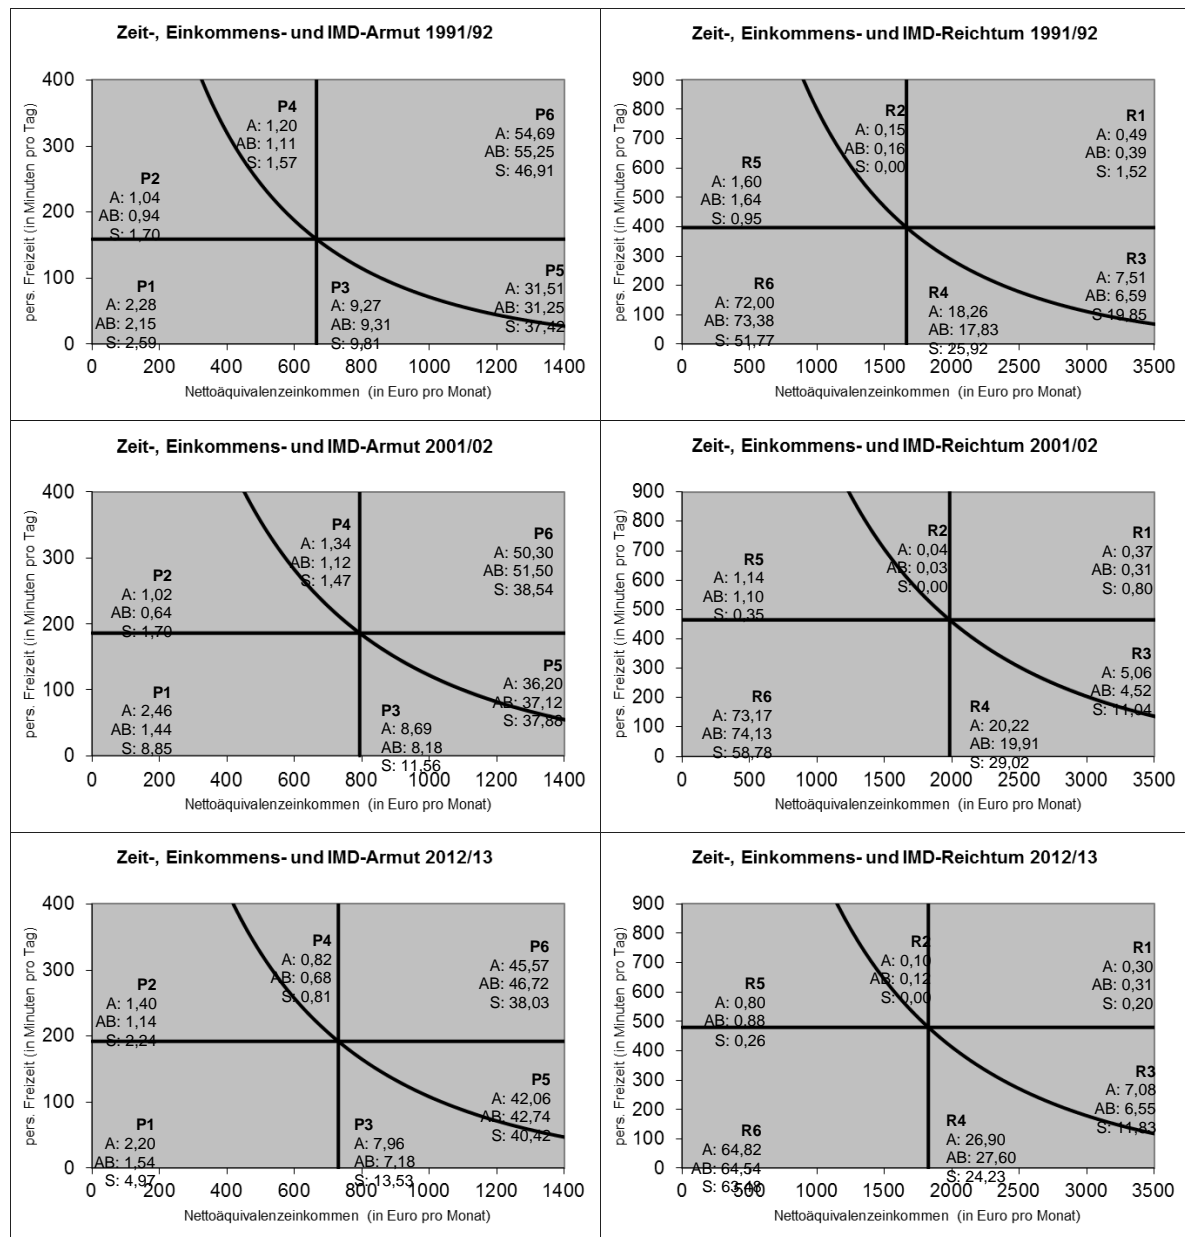 Zeit-, Einkommens- und IMD-Armut 1991/92
pers. Freizeit (in Minuten pro Tag)
400
300
200
100
0
P4
A: 1,20
AB: 1,11
S: 1,57
P6
A: 54,69
AB: 55,25
S: 46,91
P2
A: 1,04
AB: 0,94
S: 1,70
P1
A: 2,28
AB: 2,15
S: 2,59
P3
A: 9,27
AB: 9,31
S: 9,81
P5
A: 31,51
AB: 31,25
S: 37,42
0 200 400 600 800 1000 1200 1400
Nettoäquivalenzeinkommen (in Euro pro Monat)
Zeit-, Einkommens- und IMD-Reichtum 1991/92
pers. Freizeit (in Minuten pro Tag)
900
800
700
600
500
400
300
200
100
0
R2
A: 0,15
AB: 0,16
S: 0,00
R1
A: 0,49
AB: 0,39
S: 1,52
R5
A: 1,60
AB: 1,64
S: 0,95
R6
A: 72,00
AB: 73,38
S: 51,77
R4
A: 18,26
AB: 17,83
S: 25,92
R3
A: 7,51
AB: 6,59
S 19,85
0 500 1000 1500 2000 2500 3000 3500
Nettoäquivalenzeinkommen (in Euro pro Monat)
Zeit-, Einkommens- und IMD-Armut 2001/02
pers. Freizeit (in Minuten pro Tag)
400
300
200
100
0
P4
A: 1,34
AB: 1,12
S: 1,47
P6
A: 50,30
AB: 51,50
S: 38,54
P2
A: 1,02
AB: 0,64
S: 1,70
P1
A: 2,46
AB: 1,44
S: 8,85
P3
A: 8,69
AB: 8,18
S: 11,56
P5
A: 36,20
AB: 37,12
S: 37,88
0 200 400 600 800 1000 1200 1400
Nettoäquivalenzeinkommen (in Euro pro Monat)
Zeit-, Einkommens- und IMD-Reichtum 2001/02
pers. Freizeit (in Minuten pro Tag)
900
800
700
600
500
400
300
200
100
0
R2
A: 0,04
AB: 0,03
S: 0,00
R1
A: 0,37
AB: 0,31
S: 0,80
R5
A: 1,14
AB: 1,10
S: 0,35
R6
A: 73,17
AB: 74,13
S: 58,78
R4
A: 20,22
AB: 19,91
S: 29,02
R3
A: 5,06
AB: 4,52
S: 11,04
0 500 1000 1500 2000 2500 3000 3500
Nettoäquivalenzeinkommen (in Euro pro Monat)
Zeit-, Einkommens- und IMD-Armut 2012/13
pers. Freizeit (in Minuten pro Tag)
400
300
200
100
0
P4
A: 0,82
AB: 0,68
S: 0,81
P6
A: 45,57
AB: 46,72
S: 38,03
P2
A: 1,40
AB: 1,14
S: 2,24
P1
A: 2,20
AB: 1,54
S: 4,97
P3
A: 7,96
AB: 7,18
S: 13,53
P5
A: 42,06
AB: 42,74
S: 40,42
0 200 400 600 800 1000 1200 1400
Nettoäquivalenzeinkommen (in Euro pro Monat)
Zeit-, Einkommens- und IMD-Reichtum 2012/13
pers. Freizeit (in Minuten pro Tag)
900
800
700
600
500
400
300
200
100
0
R2
A: 0,10
AB: 0,12
S: 0,00
R1
A: 0,30
AB: 0,31
S: 0,20
R5
A: 0,80
AB: 0,88
S: 0,26
R6
A: 64,82
AB: 64,54
S: 63,48
R4
A: 26,90
AB: 27,60
S: 24,23
R3
A: 7,08
AB: 6,55
S: 11,83
0 500 1000 1500 2000 2500 3000 3500
Nettoäquivalenzeinkommen (in Euro pro Monat)